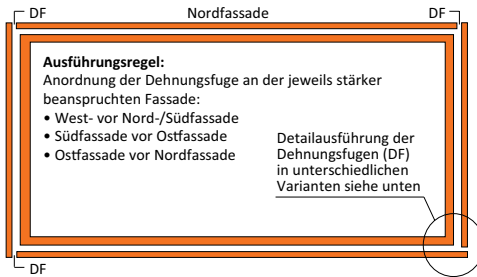 DF
Nordfassade
DF
Ausführungsregel:
Anordnung der Dehnungsfuge an der jeweils stärker
beanspruchten Fassade:
• West- vor Nord-/Südfassade
• Südfassade vor Ostfassade
• Ostfassade vor Nordfassade
Detailausführung der
Dehnungsfugen (DF)
in unterschiedlichen
Varianten siehe unten
DF